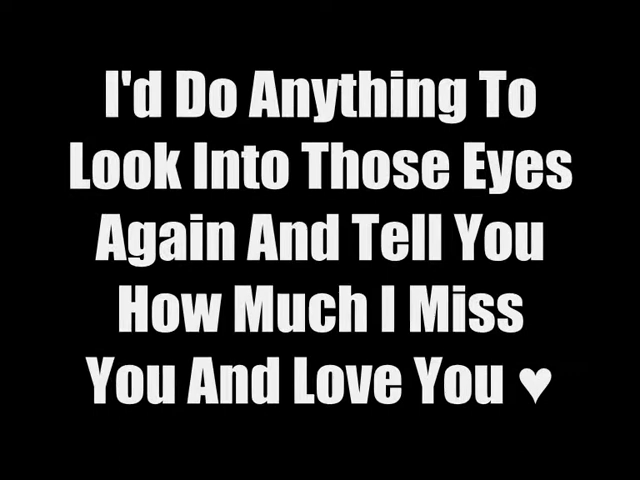 I'd Do Anything To
Look Into Those Eyes
Again And Tell You
How Much I Miss
You And Love You ♥